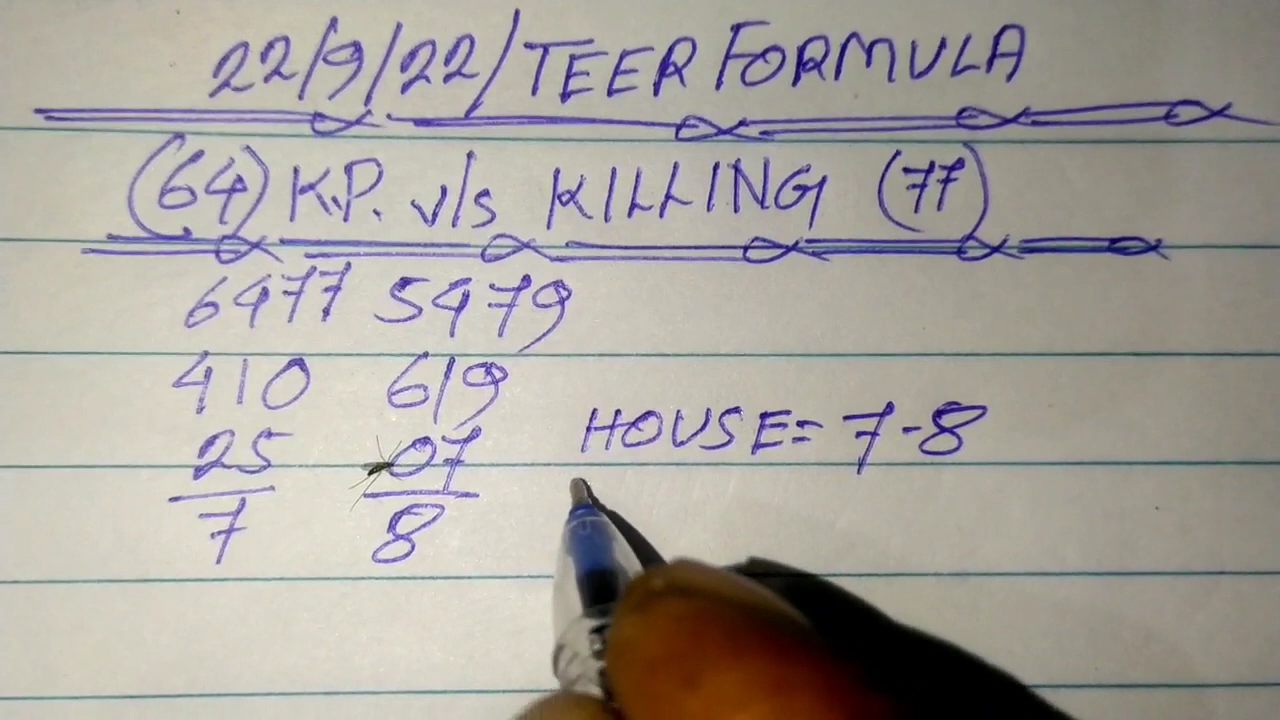 22/9/22/TEER FORMULA
(64) K.P. v/s KILLING (77)
6477 5479
410 619
HOUSE= 7-8
25 07
7 8